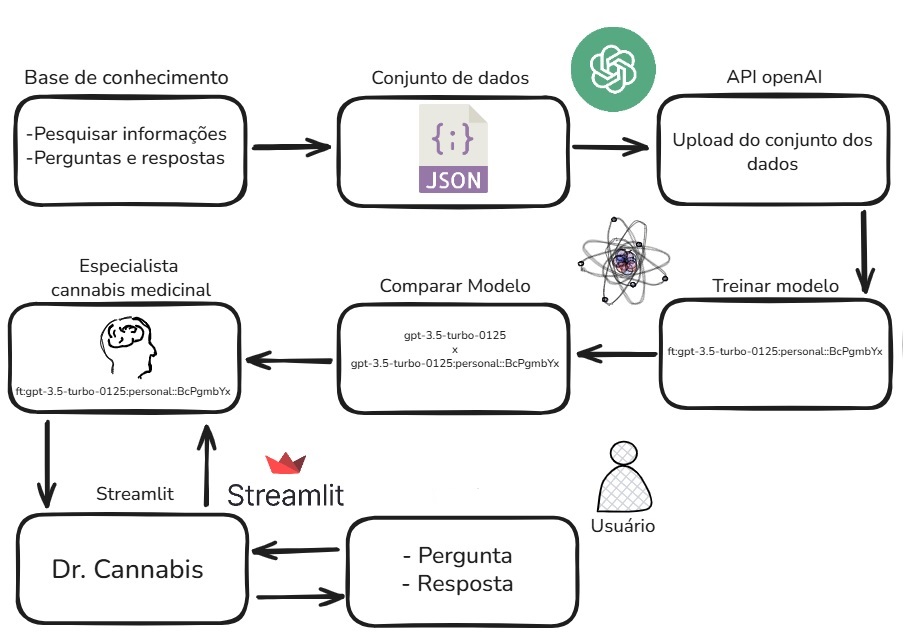 Base de conhecimento
-Pesquisar informações
-Perguntas e respostas
Conjunto de dados
{;}
JSON
API openAI
Upload do conjunto dos
dados
Treinar modelo
ft:gpt-3.5-turbo-0125:personal::BcPgmbYx
Comparar Modelo
gpt-3.5-turbo-0125
x
gpt-3.5-turbo-0125:personal::BcPgmbYx
Especialista
cannabis medicinal
ft:gpt-3.5-turbo-0125:personal::BcPgmbYx
Streamlit
Streamlit
Dr. Cannabis
- Pergunta
- Resposta
Usuário